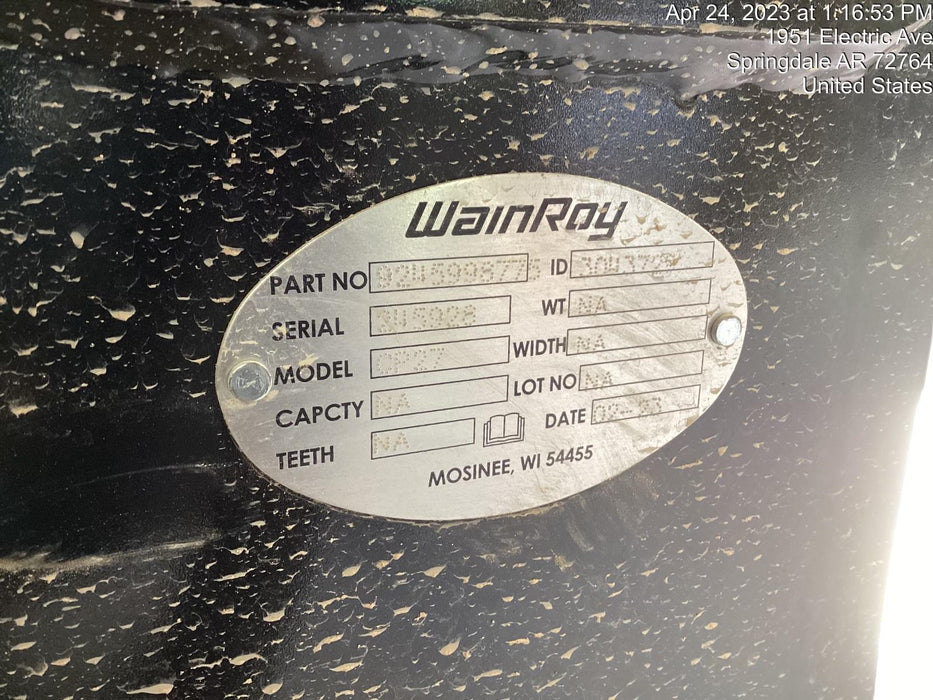 Apr 24, 2023 at 1:16:53 PM
1951 Electric Ave
Springdale AR 72764
United States
WainRoy
PART NO 9245998775 ID
SERIAL WT NA
MODEL WIDTH NA
CAPCTY NA LOT NO NA
TEETH NA DATE
MOSINEE, WI 54455